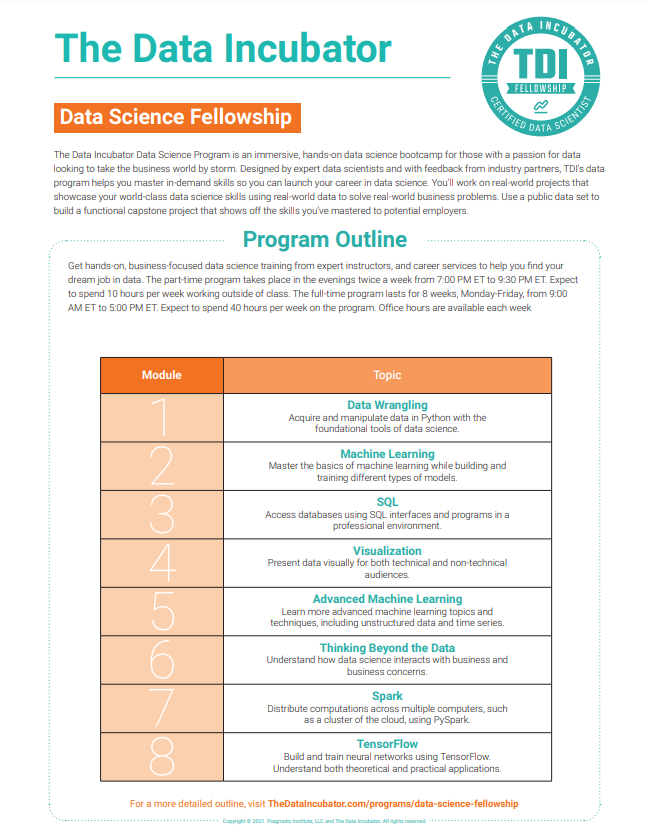 The Data Incubator
THE DATA INCUBATOR
TDI
FELLOWSHIP
CERTIFIED DATA SCIENTIST
Data Science Fellowship
The Data Incubator Data Science Program is an immersive, hands-on data science bootcamp for those with a passion for data
looking to take the business world by storm. Designed by expert data scientists and with feedback from industry partners, TDI's data
program helps you master in-demand skills so you can launch your career in data science. You'll work on real-world projects that
showcase your world-class data science skills using real-world data to solve real-world business problems. Use a public data set to
build a functional capstone project that shows off the skills you've mastered to potential employers.
Program Outline
Get hands-on, business-focused data science training from expert instructors, and career services to help you find your
dream job in data. The part-time program takes place in the evenings twice a week from 7:00 PM ET to 9:30 PM ET. Expect
to spend 10 hours per week working outside of class. The full-time program lasts for 8 weeks, Monday-Friday, from 9:00
AM ET to 5:00 PM ET. Expect to spend 40 hours per week on the program. Office hours are available each week
Module Topic
1
Data Wrangling
Acquire and manipulate data in Python with the
foundational tools of data science.
2
Machine Learning
Master the basics of machine learning while building and
training different types of models.
3
SQL
Access databases using SQL interfaces and programs in a
professional environment.
4
Visualization
Present data visually for both technical and non-technical
audiences.
5
Advanced Machine Learning
Learn more advanced machine learning topics and
techniques, including unstructured data and time series.
6
Thinking Beyond the Data
Understand how data science interacts with business and
business concerns.
7
Spark
Distribute computations across multiple computers, such
as a cluster of the cloud, using PySpark.
8
TensorFlow
Build and train neural networks using TensorFlow.
Understand both theoretical and practical applications.
For a more detailed outline, visit TheDataIncubator.com/programs/data-science-fellowship
Copyright © 2021. Pragmatic Institute, LLC and The Data Incubator. All rights reserved.